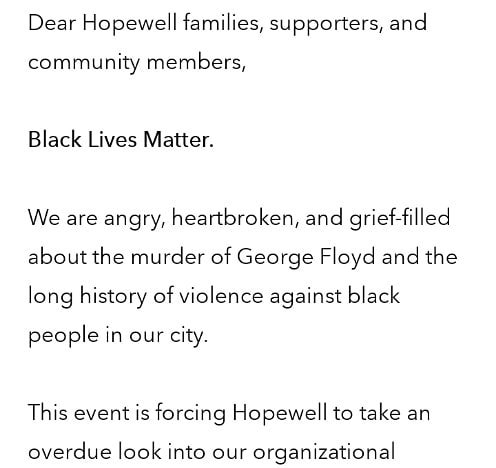 Dear Hopewell families, supporters, and
community members,
Black Lives Matter.
We are angry, heartbroken, and grief-filled
about the murder of George Floyd and the
long history of violence against black
people in our city.
This event is forcing Hopewell to take an
overdue look into our organizational